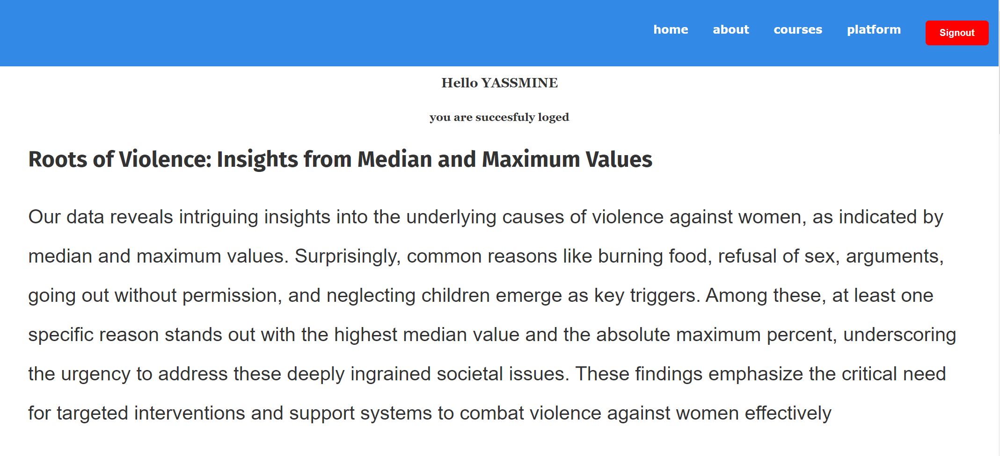 home about courses platform Signout
Hello YASSMINE
you are succesfuly loged
Roots of Violence: Insights from Median and Maximum Values
Our data reveals intriguing insights into the underlying causes of violence against women, as indicated by
median and maximum values. Surprisingly, common reasons like burning food, refusal of sex, arguments,
going out without permission, and neglecting children emerge as key triggers. Among these, at least one
specific reason stands out with the highest median value and the absolute maximum percent, underscoring
the urgency to address these deeply ingrained societal issues. These findings emphasize the critical need
for targeted interventions and support systems to combat violence against women effectively